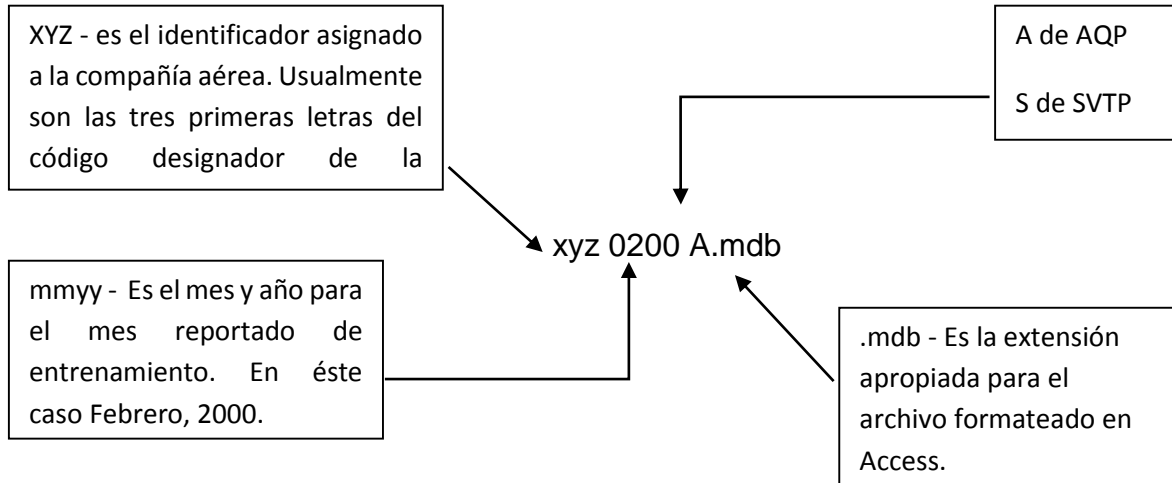 XYZ - es el identificador asignado
a la compañía aérea. Usualmente
son las tres primeras letras del
código designador de la
A de AQP
S de SVTP
xyz 0200 A.mdb
mmyy - Es el mes y año para
el mes reportado de
entrenamiento. En éste
caso Febrero, 2000.
.mdb - Es la extensión
apropiada para el
archivo formateado en
Access.